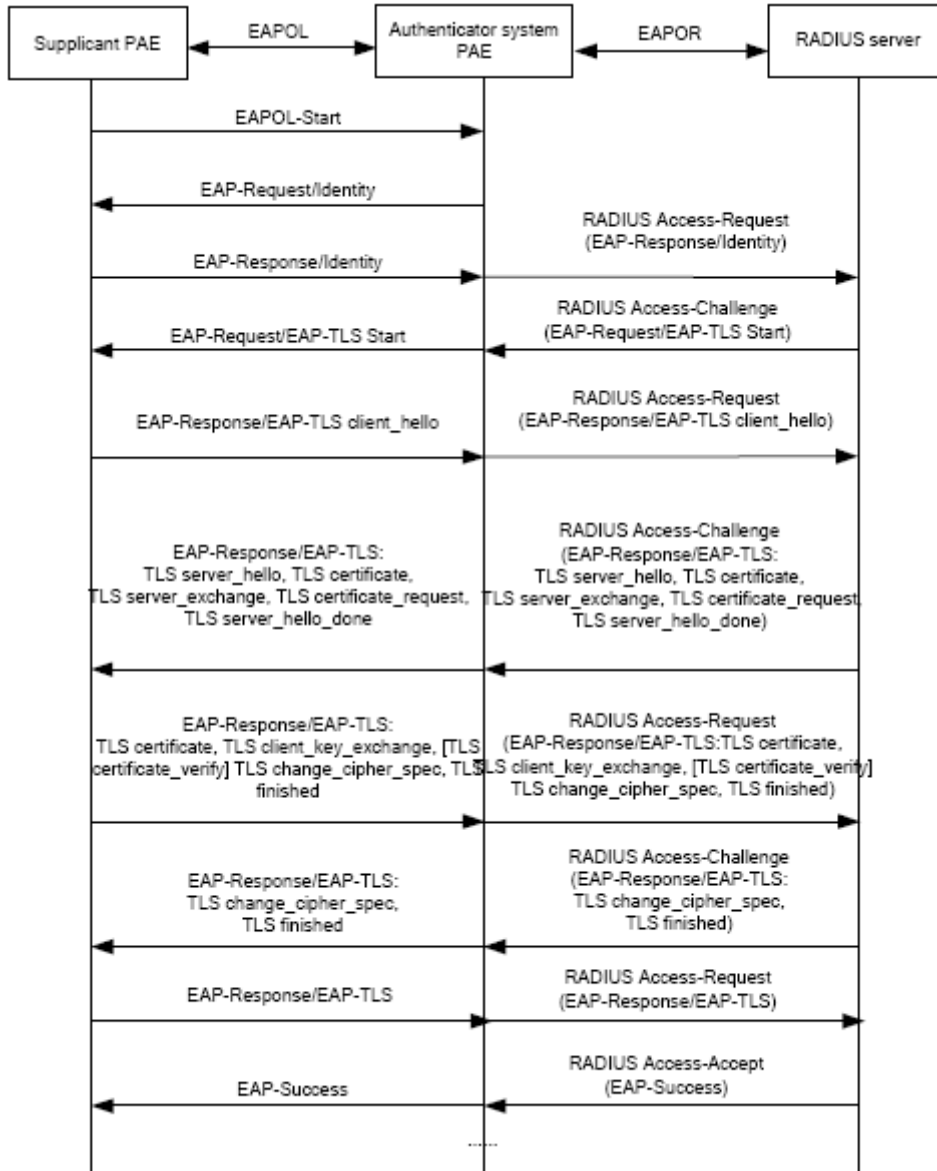 Supplicant PAE
EAPOL
Authenticator system
PAE
EAPOR
RADIUS server
EAPOL-Start
EAP-Request/Identity
RADIUS Access-Request
(EAP-Response/Identity)
EAP-Response/Identity
RADIUS Access-Challenge
(EAP-Request/EAP-TLS Start)
EAP-Request/EAP-TLS Start
RADIUS Access-Request
(EAP-Response/EAP-TLS client_hello)
EAP-Response/EAP-TLS client_hello
RADIUS Access-Challenge
(EAP-Response/EAP-TLS:
TLS server_hello, TLS certificate,
TLS server_exchange, TLS certificate_request,
TLS server_hello_done)
EAP-Response/EAP-TLS:
TLS server_hello, TLS certificate,
TLS server_exchange, TLS certificate_request,
TLS server_hello_done
EAP-Response/EAP-TLS:
TLS certificate, TLS client_key_exchange, [TLS
certificate_verify] TLS change_cipher_spec, TLS
finished
RADIUS Access-Request
(EAP-Response/EAP-TLS:TLS certificate,
TLS client_key_exchange, [TLS certificate_verify]
TLS change_cipher_spec, TLS finished)
RADIUS Access-Challenge
(EAP-Response/EAP-TLS:
TLS change_cipher_spec,
TLS finished)
EAP-Response/EAP-TLS:
TLS change_cipher_spec,
TLS finished
EAP-Response/EAP-TLS
RADIUS Access-Request
(EAP-Response/EAP-TLS)
RADIUS Access-Accept
(EAP-Success)
EAP-Success
......